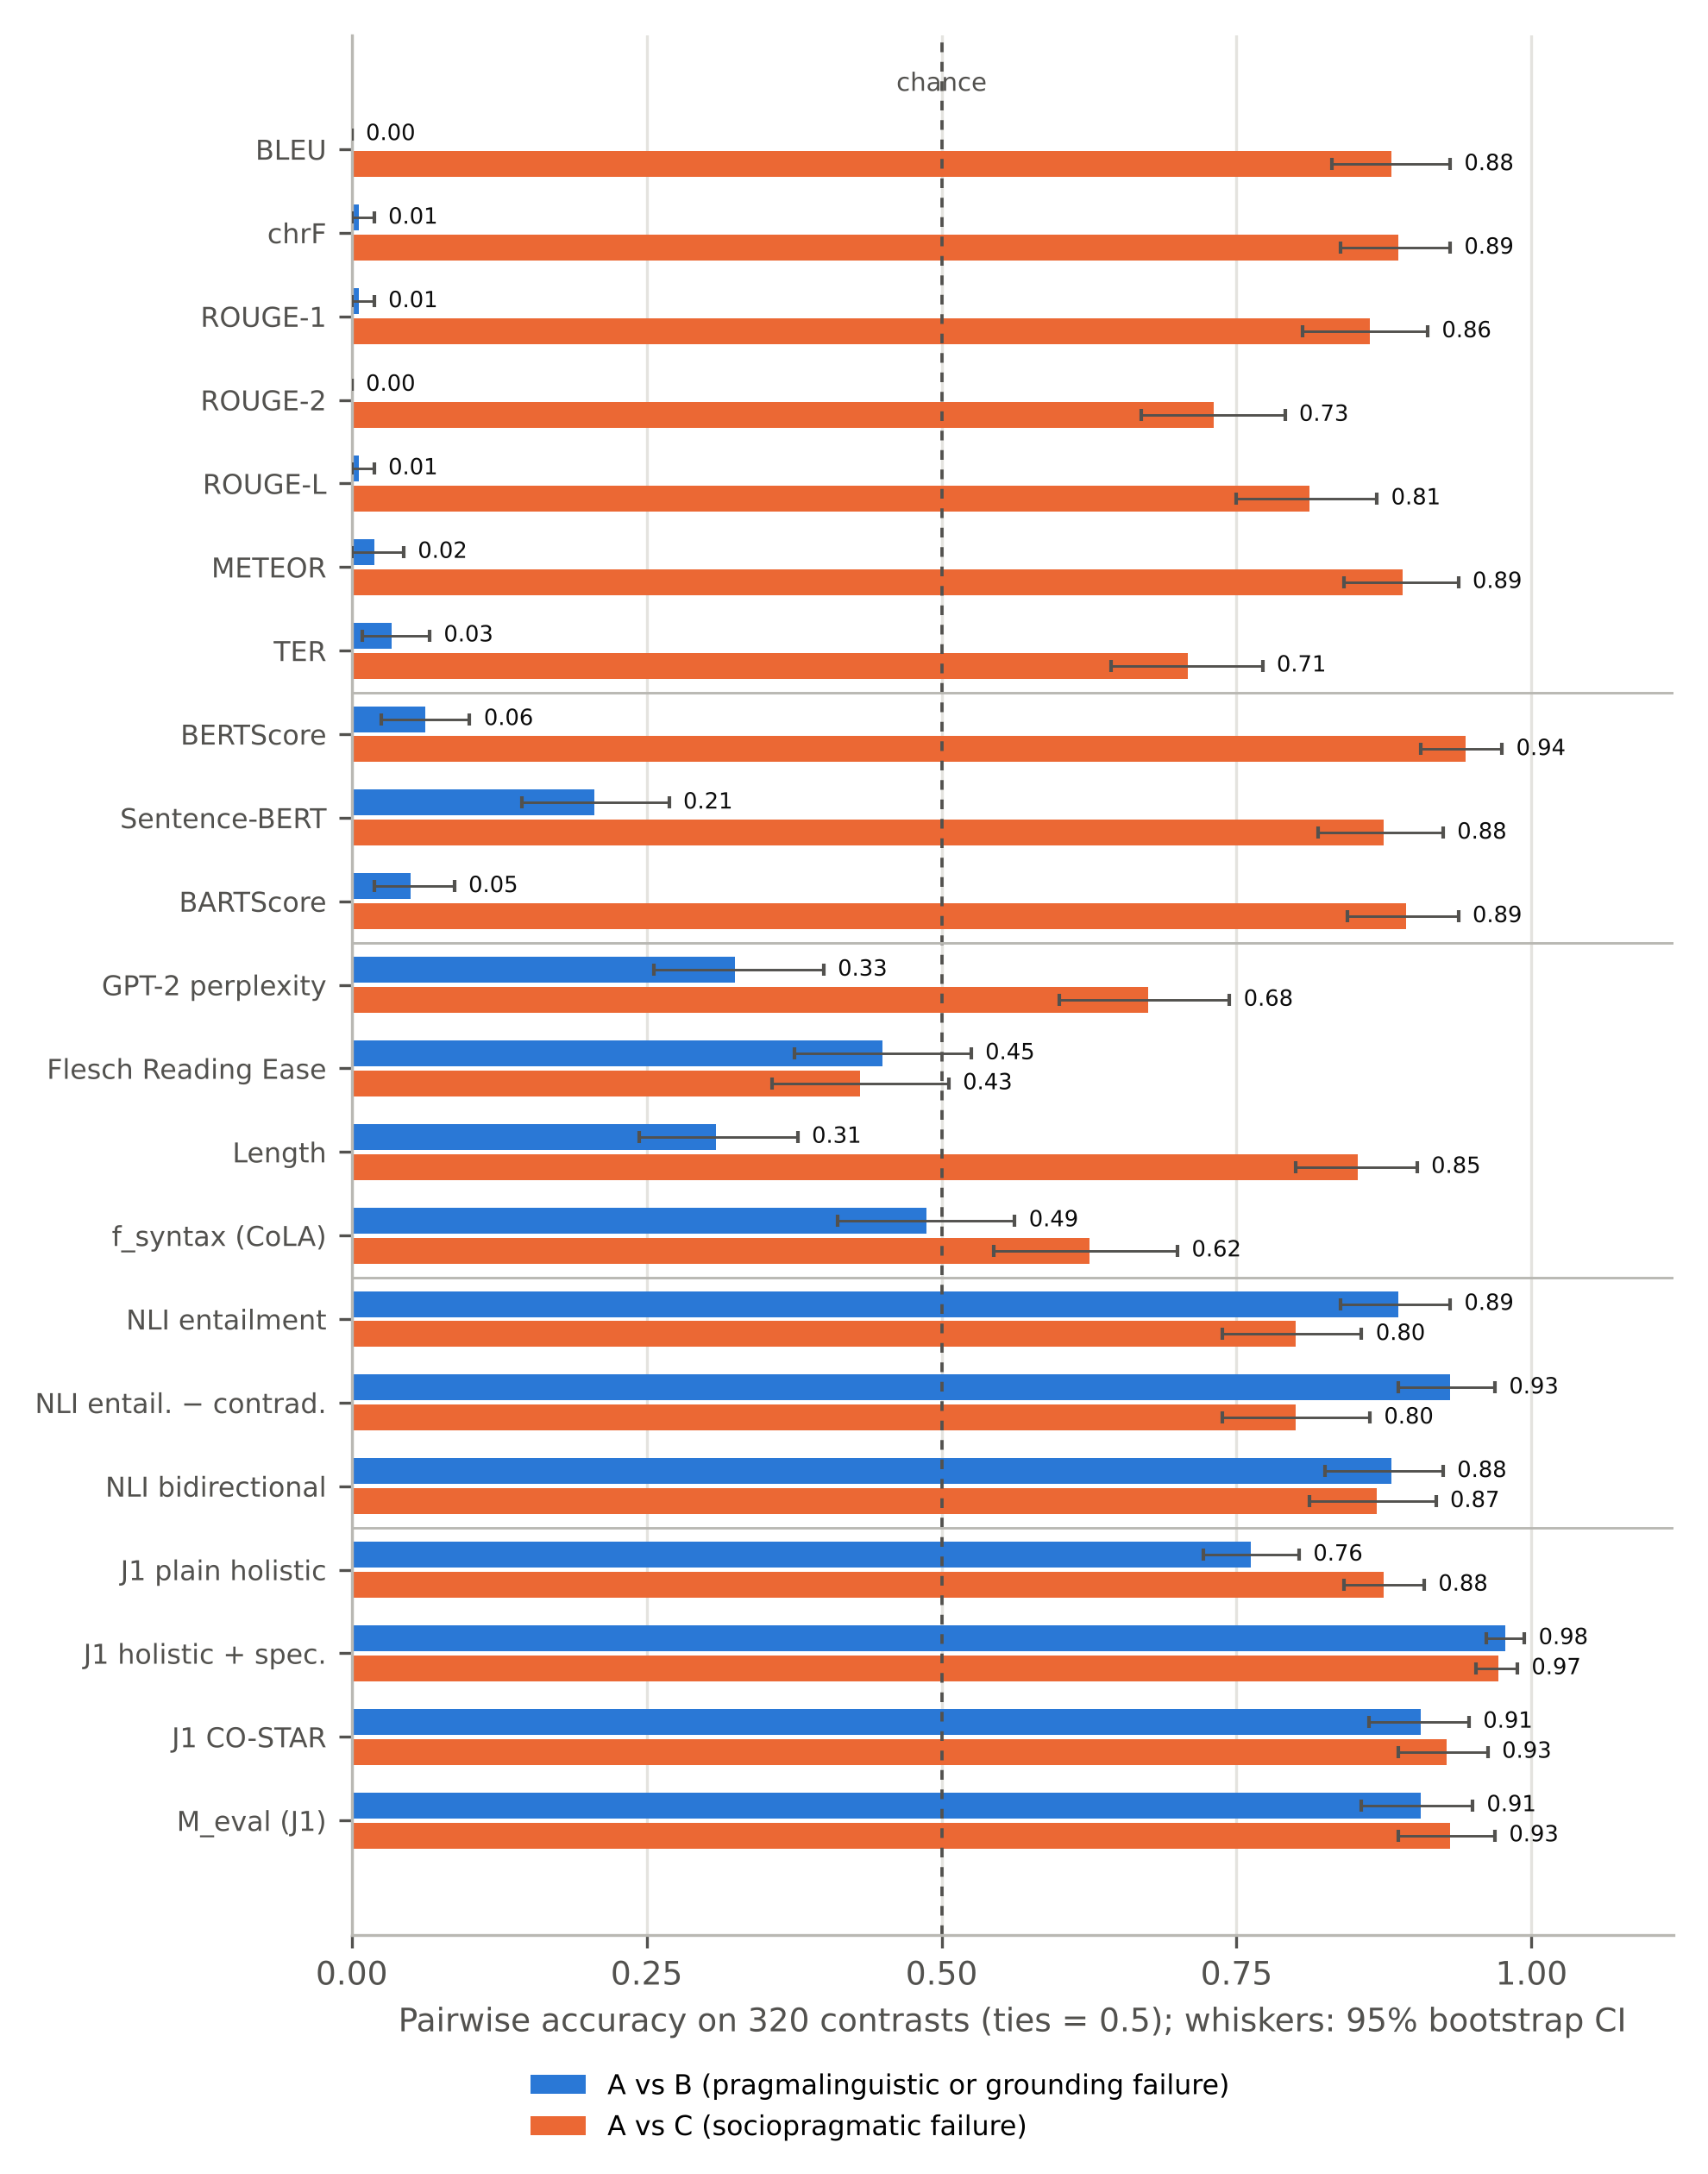 chance
BLEU
0.00
0.88
chrF
0.01
0.89
ROUGE-1
0.01
0.86
ROUGE-2
0.00
0.73
ROUGE-L
0.01
0.81
METEOR
0.02
0.89
TER
0.03
0.71
BERTScore
0.06
0.94
Sentence-BERT
0.21
0.88
BARTScore
0.05
0.89
GPT-2 perplexity
0.33
0.68
Flesch Reading Ease
0.45
0.43
Length
0.31
0.85
f_syntax (CoLA)
0.49
0.62
NLI entailment
0.89
0.80
NLI entail. − contrad.
0.93
0.80
NLI bidirectional
0.88
0.87
J1 plain holistic
0.76
0.88
J1 holistic + spec.
0.98
0.97
J1 CO-STAR
0.91
0.93
M_eval (J1)
0.91
0.93
0.00 0.25 0.50 0.75 1.00
Pairwise accuracy on 320 contrasts (ties = 0.5); whiskers: 95% bootstrap CI
A vs B (pragmalinguistic or grounding failure)
A vs C (sociopragmatic failure)